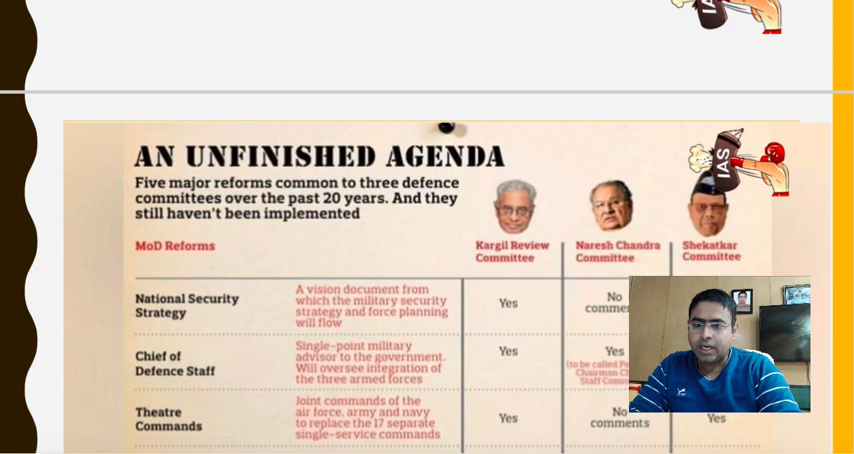 IAS
AN UNFINISHED AGENDA
IAS
Five major reforms common to three defence
committees over the past 20 years. And they
still haven't been implemented
MoD Reforms
Kargil Review
Committee
Naresh Chandra
Committee
Shekatkar
Committee
National Security
Strategy
A vision document from
which the military security
strategy and force planning
will flow
Yes
No
Chief of
Defence Staff
Single-point military
advisor to the government.
Will oversee integration of
the three armed forces
Yes
Yes
(to be called
Chairman
Staff
Theatre
Commands
Joint commands of the
air force, army and navy
to replace the 17 separate
single-service commands
Yes
No
comments
Yes